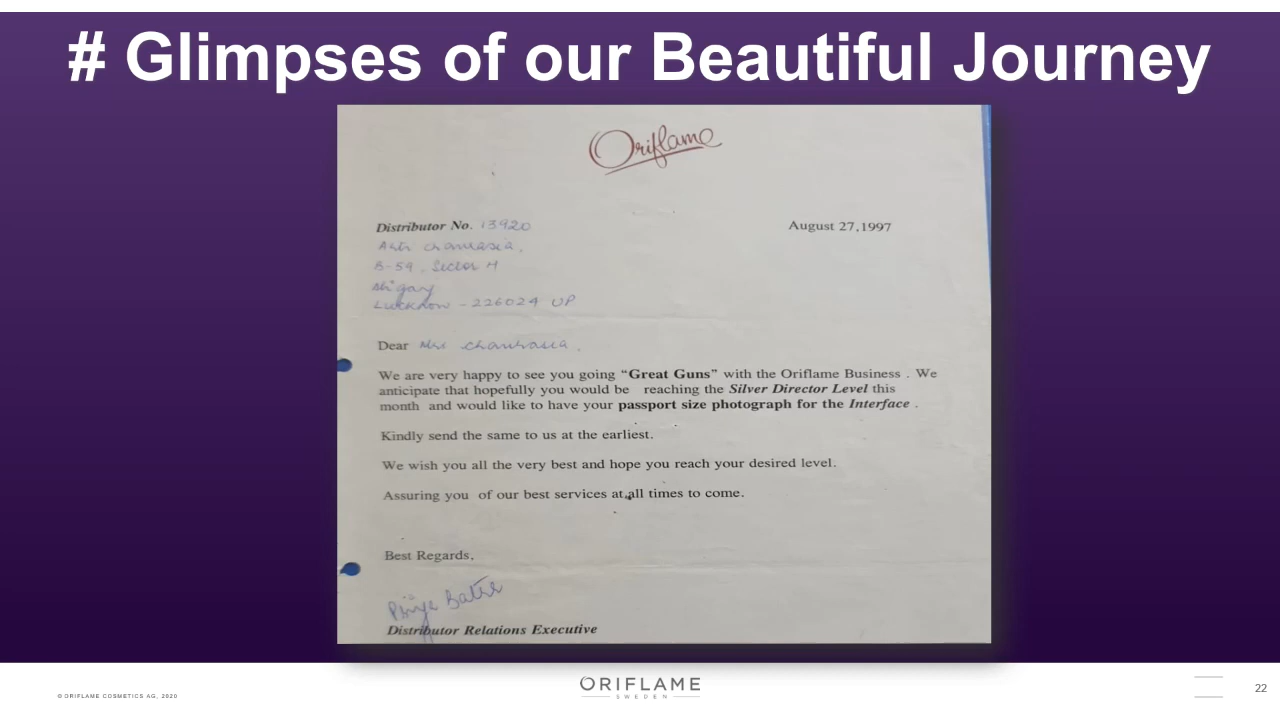 # Glimpses of our Beautiful Journey
Oriflame
Distributor No. 13920
August 27,1997
chaurasia,
B-59, Sector H
Aliganj
Lucknow - 226024 UP
Dear Mrs chaurasia,
We are very happy to see you going “Great Guns” with the Oriflame Business . We
anticipate that hopefully you would be reaching the Silver Director Level this
month and would like to have your passport size photograph for the Interface .
Kindly send the same to us at the earliest.
We wish you all the very best and hope you reach your desired level.
Assuring you of our best services at all times to come.
Best Regards,
Batra
Distributor Relations Executive
© ORIFLAME COSMETICS AG, 2020
ORIFLAME
SWEDEN
22